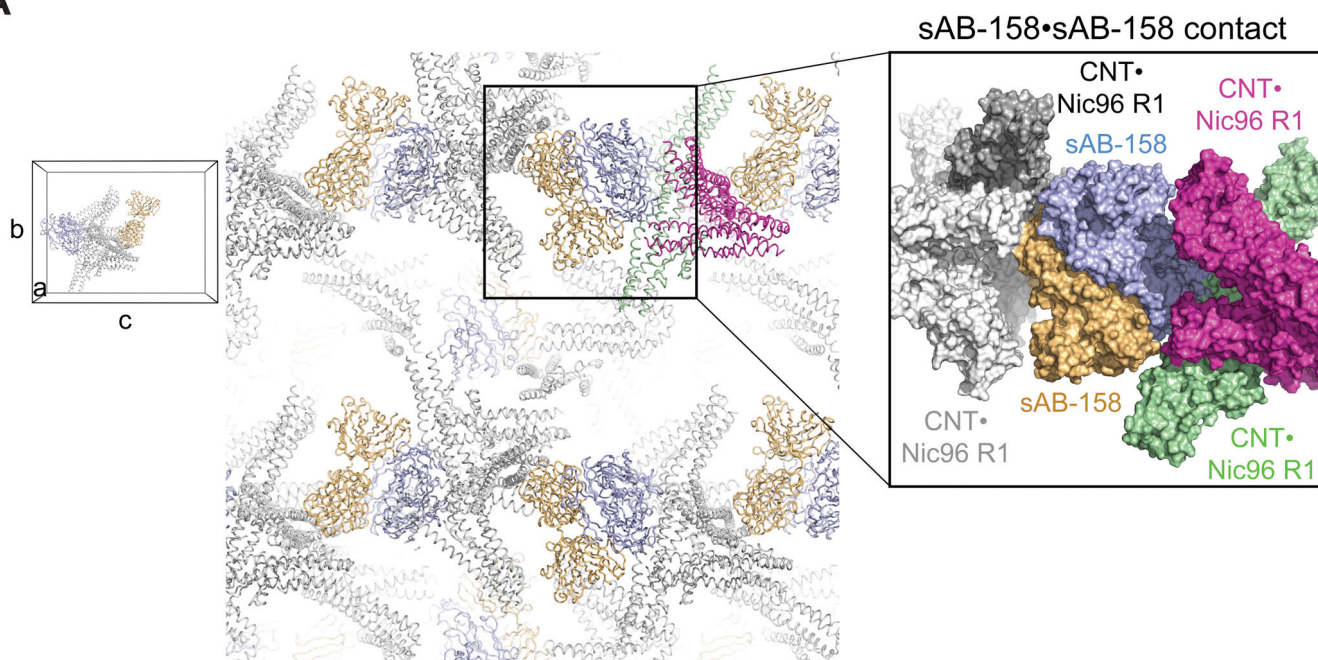 A
sAB-158•sAB-158 contact
CNT•
Nic96 R1
CNT•
Nic96 R1
sAB-158
b
a
c
sAB-158
CNT•
Nic96 R1
CNT•
Nic96 R1